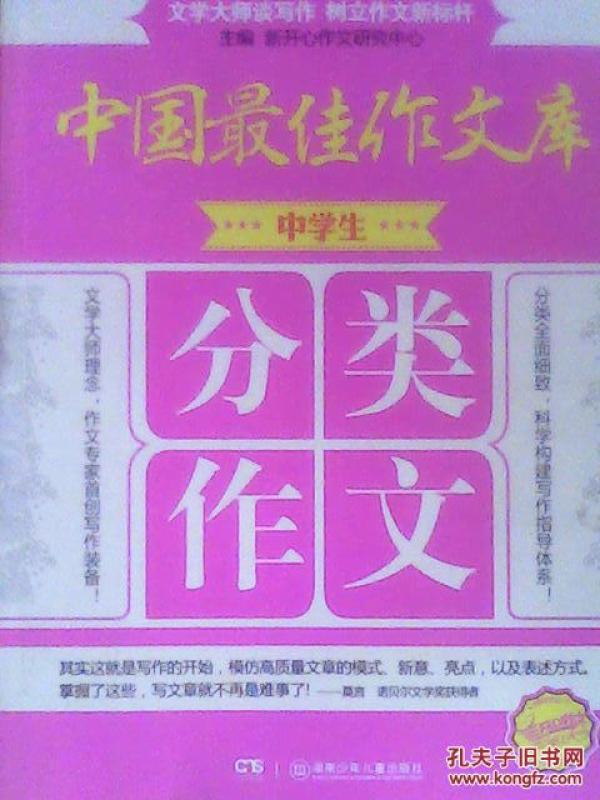 文学大师谈写作 树立作文新标杆
主编 新开心作文研究中心
中国最佳作文库
中学生
分类
作文
文学大师理念，作文专家首创写作装备！
分类全面细致，科学构建写作指导体系！
其实这就是写作的开始，模仿高质量文章的模式、新意、亮点，以及表述方式。
掌握了这些，写文章就不再是难事了! ——莫言 诺贝尔文学奖获得者
湖南少年儿童出版社
孔夫子旧书网
www.kongfz.com